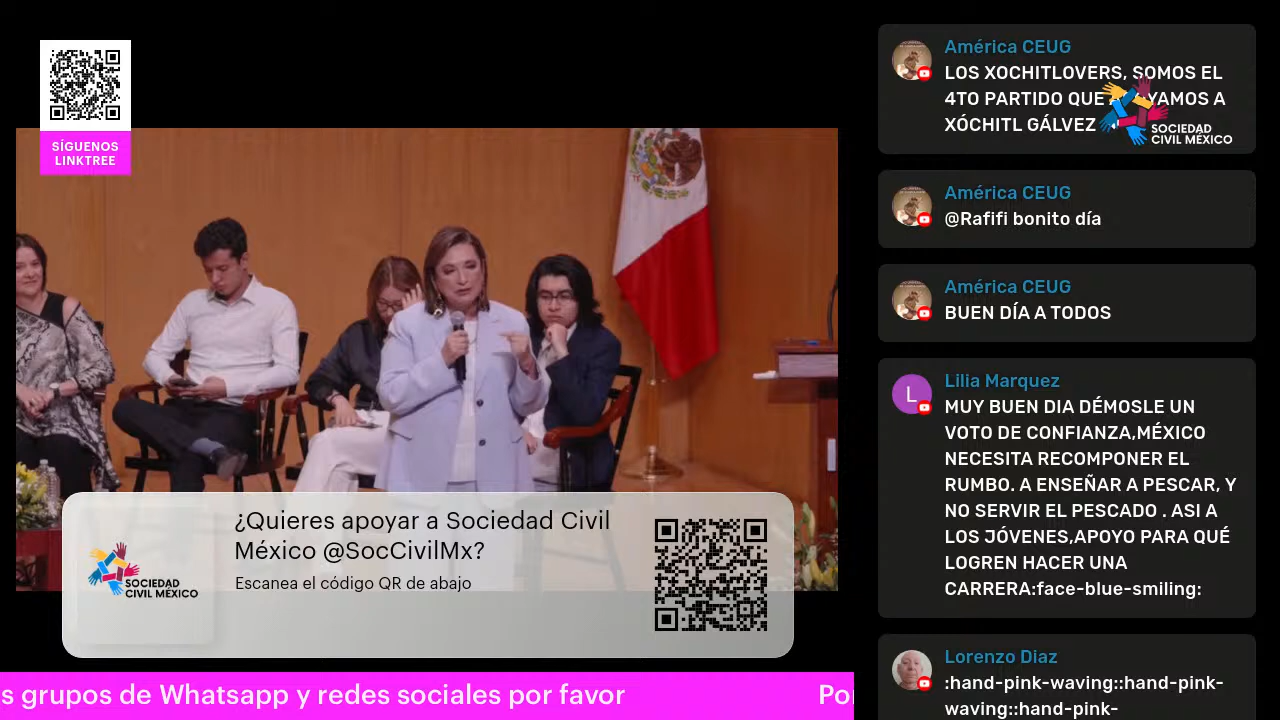 SÍGUENOS
LINKTREE
¿Quieres apoyar a Sociedad Civil
México @SocCivilMx?
Escanea el código QR de abajo
SOCIEDAD
CIVIL MÉXICO
s grupos de Whatsapp y redes sociales por favor
Por
América CEUG
LOS XOCHITLOVERS, SOMOS EL
4TO PARTIDO QUE A
A
XÓCHITL GÁLVEZ
SOCIEDAD
CIVIL MÉXICO
América CEUG
@Rafifi bonito día
América CEUG
BUEN DÍA A TODOS
L
Lilia Marquez
MUY BUEN DIA DÉMOSLE UN
VOTO DE CONFIANZA,MÉXICO
NECESITA RECOMPONER EL
RUMBO. A ENSEÑAR A PESCAR, Y
NO SERVIR EL PESCADO . ASI A
LOS JÓVENES,APOYO PARA QUÉ
LOGREN HACER UNA
CARRERA:face-blue-smiling:
Lorenzo Diaz
:hand-pink-waving::hand-pink-
waving::hand-pink-